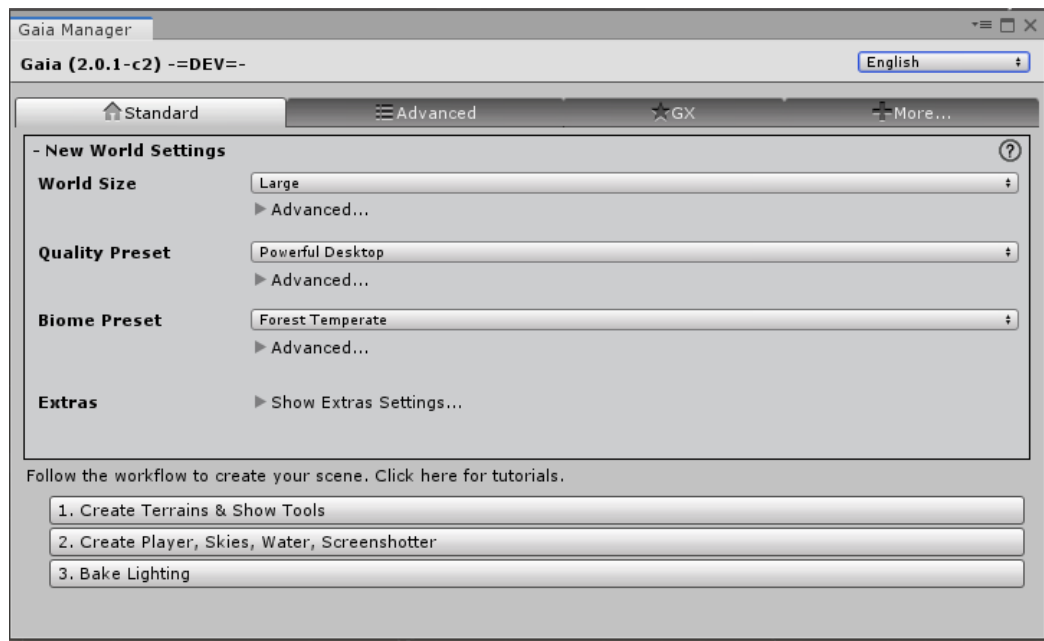 Gaia Manager
Gaia (2.0.1-c2) -=DEV=-
English
Standard
Advanced
GX
More...
- New World Settings
World Size
Large
Advanced...
Quality Preset
Powerful Desktop
Advanced...
Biome Preset
Forest Temperate
Advanced...
Extras
Show Extras Settings...
Follow the workflow to create your scene. Click here for tutorials.
1. Create Terrains & Show Tools
2. Create Player, Skies, Water, Screenshotter
3. Bake Lighting